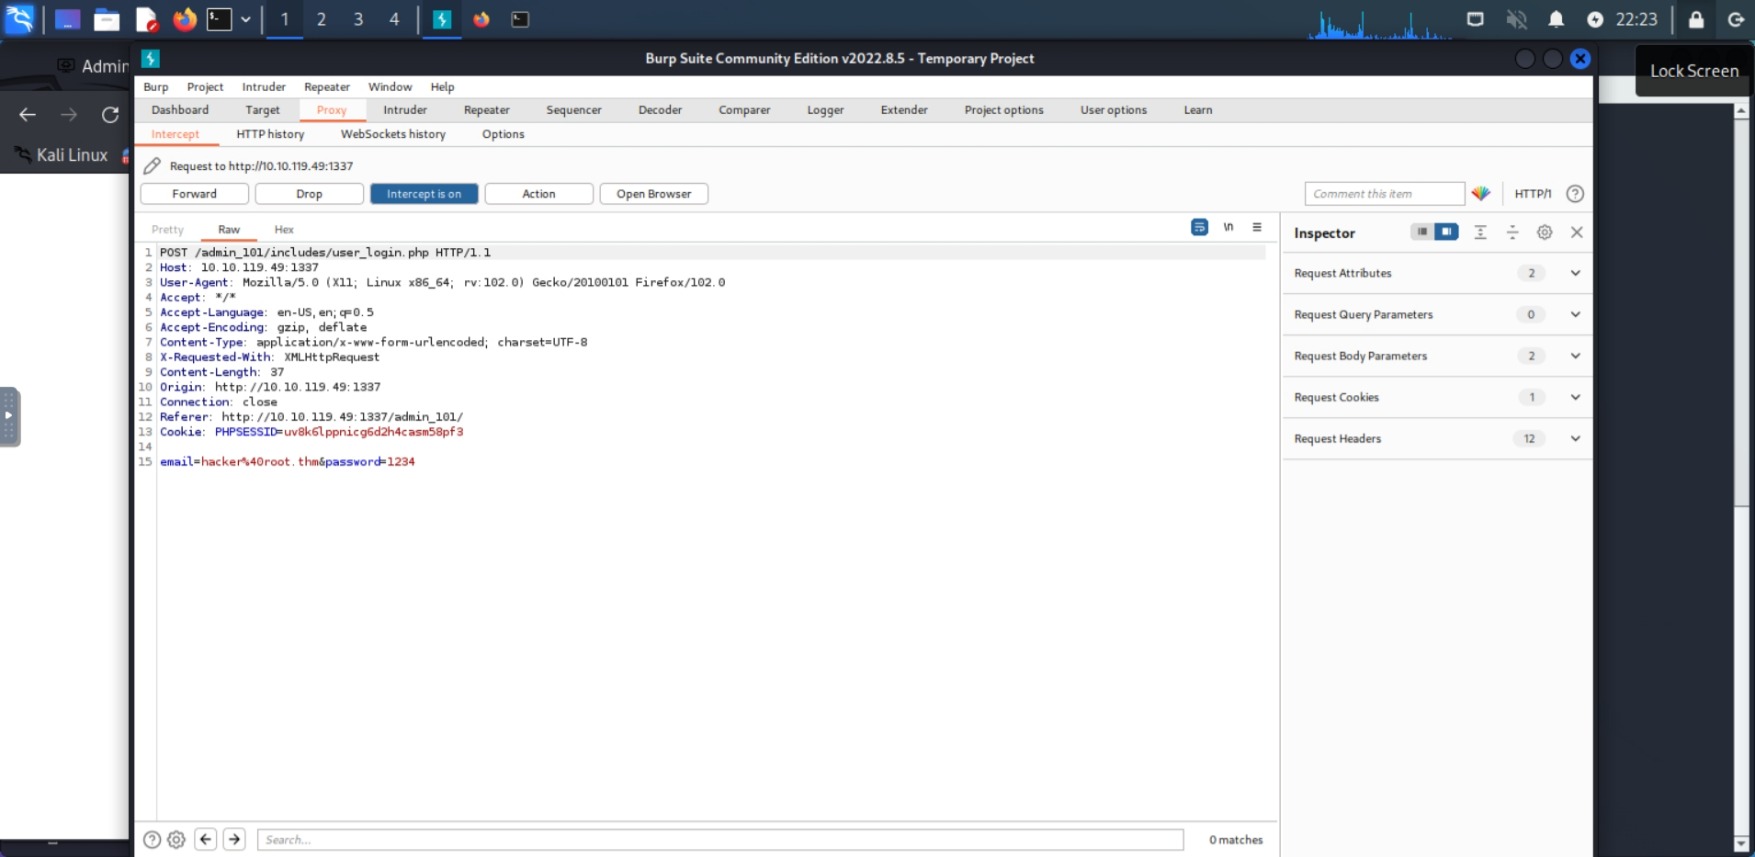 1 2 3 4 22:23
Admin
Burp Suite Community Edition v2022.8.5 - Temporary Project
Lock Screen
Burp Project Intruder Repeater Window Help
Dashboard Target Proxy Intruder Repeater Sequencer Decoder Comparer Logger Extender Project options User options Learn
Intercept HTTP history WebSockets history Options
Kali Linux
Request to http://10.10.119.49:1337
Forward Drop Intercept is on Action Open Browser Comment this item HTTP/1
Pretty Raw Hex \n
Inspector
1 POST /admin_101/includes/user_login.php HTTP/1.1
2 Host: 10.10.119.49:1337
3 User-Agent: Mozilla/5.0 (X11; Linux x86_64; rv:102.0) Gecko/20100101 Firefox/102.0
4 Accept: */*
5 Accept-Language: en-US,en;q=0.5
6 Accept-Encoding: gzip, deflate
7 Content-Type: application/x-www-form-urlencoded; charset=UTF-8
8 X-Requested-With: XMLHttpRequest
9 Content-Length: 37
10 Origin: http://10.10.119.49:1337
11 Connection: close
12 Referer: http://10.10.119.49:1337/admin_101/
13 Cookie: PHPSESSID=uv8k6lppnicg6d2h4casm58pf3
14
15 email=hacker%40root.thm&password=1234
Request Attributes 2
Request Query Parameters 0
Request Body Parameters 2
Request Cookies 1
Request Headers 12
Search... 0 matches